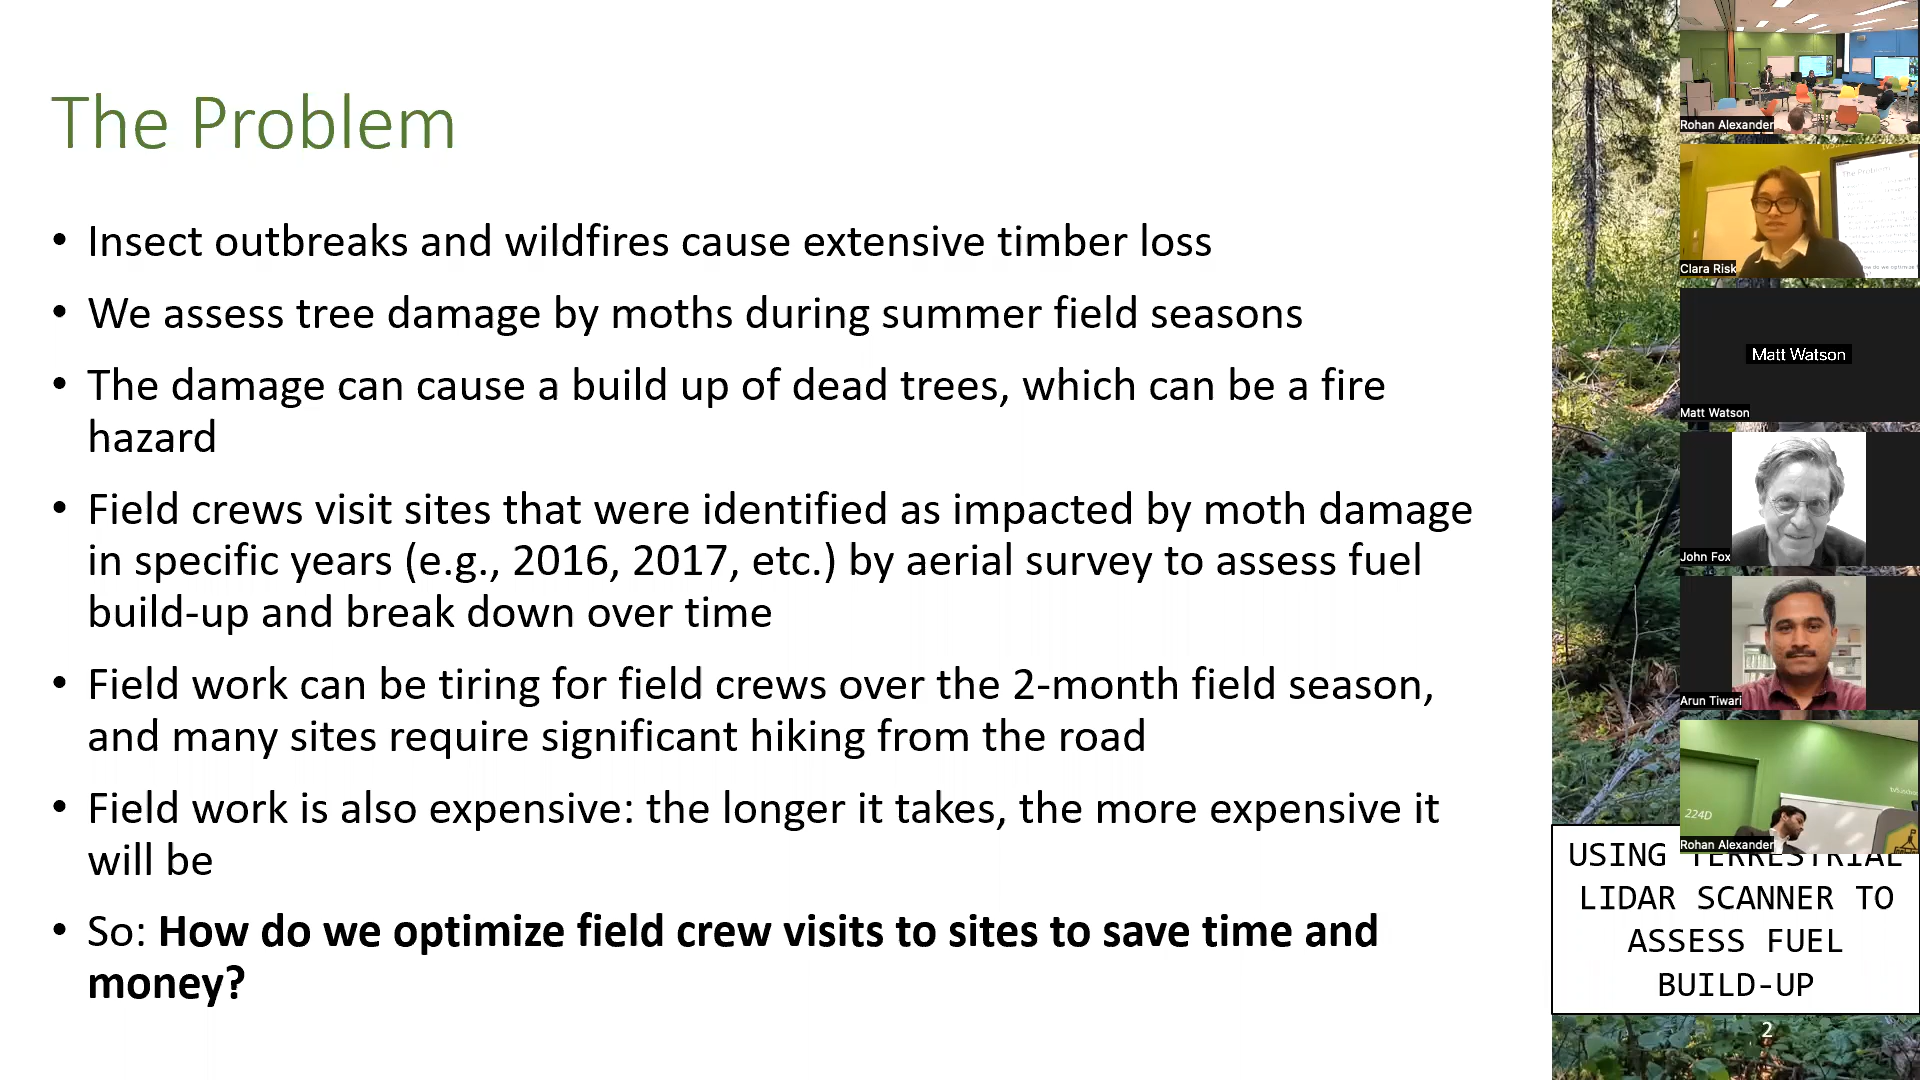 The Problem
• Insect outbreaks and wildfires cause extensive timber loss
• We assess tree damage by moths during summer field seasons
• The damage can cause a build up of dead trees, which can be a fire
hazard
• Field crews visit sites that were identified as impacted by moth damage
in specific years (e.g., 2016, 2017, etc.) by aerial survey to assess fuel
build-up and break down over time
• Field work can be tiring for field crews over the 2-month field season,
and many sites require significant hiking from the road
• Field work is also expensive: the longer it takes, the more expensive it
will be
• So: How do we optimize field crew visits to sites to save time and
money?
Rohan Alexander
The Problem
Clara Risk
Matt Watson
Matt Watson
John Fox
Arun Tiwari
224D
Rohan Alexander
USING TERRESTRIAL
LIDAR SCANNER TO
ASSESS FUEL
BUILD-UP
2